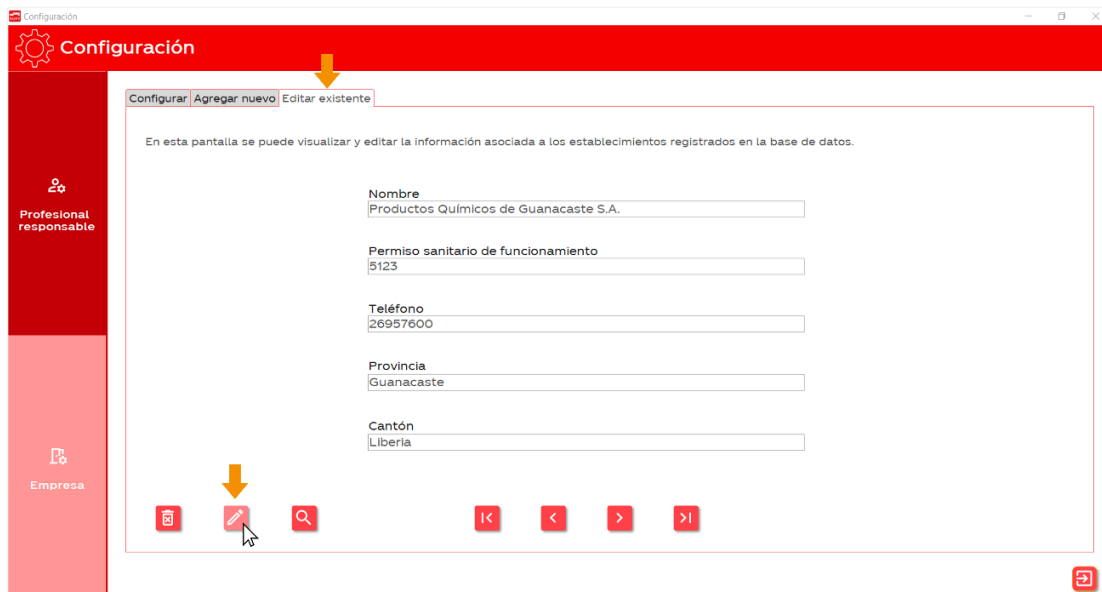 Configuración
Configuración
Configurar Agregar nuevo Editar existente
En esta pantalla se puede visualizar y editar la información asociada a los establecimientos registrados en la base de datos.
Profesional
responsable
Nombre
Productos Químicos de Guanacaste S.A.
Permiso sanitario de funcionamiento
5123
Teléfono
26957600
Provincia
Guanacaste
Cantón
Liberia
Empresa